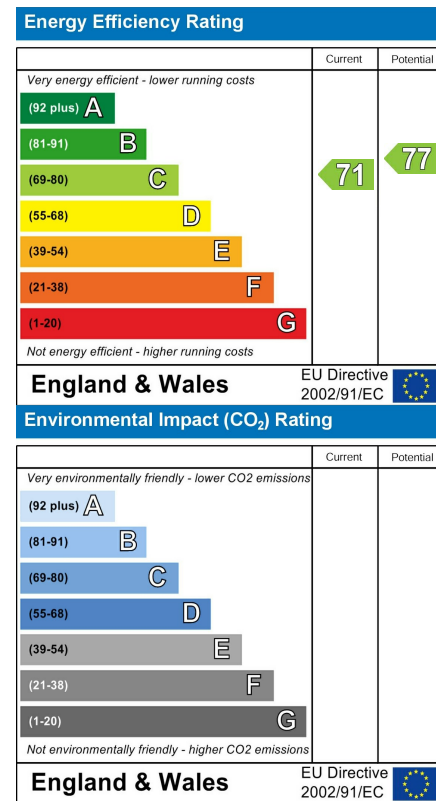 Energy Efficiency Rating
Current Potential
Very energy efficient - lower running costs
(92 plus) A
(81-91) B
(69-80) C
(55-68) D
(39-54) E
(21-38) F
(1-20) G
71
77
Not energy efficient - higher running costs
England & Wales
EU Directive
2002/91/EC
Environmental Impact (CO₂) Rating
Current Potential
Very environmentally friendly - lower CO2 emissions
(92 plus) A
(81-91) B
(69-80) C
(55-68) D
(39-54) E
(21-38) F
(1-20) G
Not environmentally friendly - higher CO2 emissions
England & Wales
EU Directive
2002/91/EC